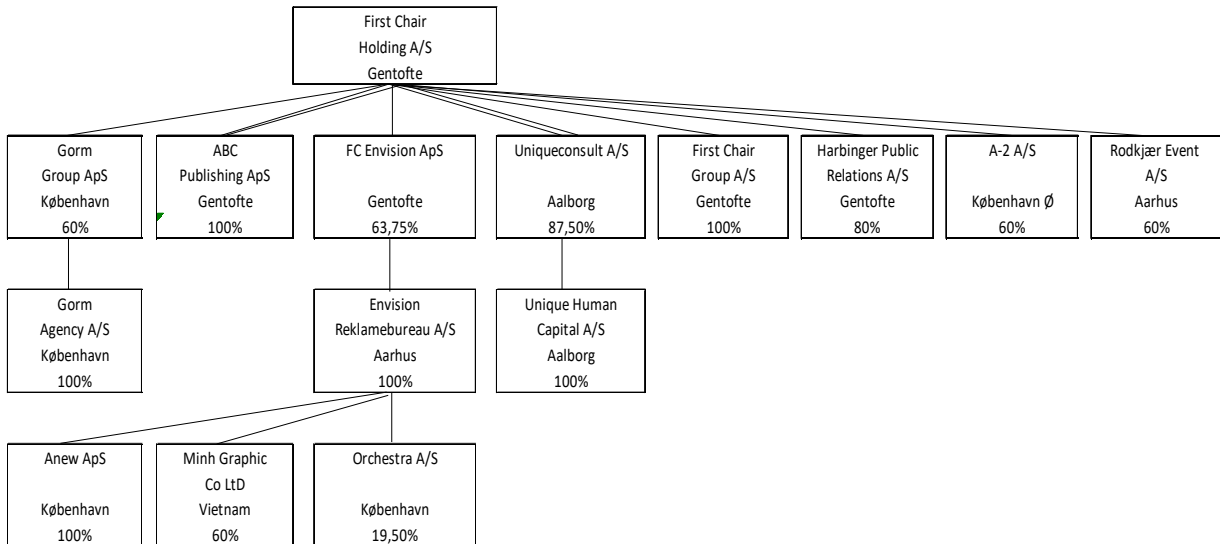 First Chair
Holding A/S
Gentofte
Gorm
Group ApS
København
60%
ABC
Publishing ApS
Gentofte
100%
FC Envision ApS
Gentofte
63,75%
Uniqueconsult A/S
Aalborg
87,50%
First Chair
Group A/S
Gentofte
100%
Harbinger Public
Relations A/S
Gentofte
80%
A-2 A/S
København Ø
60%
Rodkjær Event
A/S
Aarhus
60%
Gorm
Agency A/S
København
100%
Envision
Reklamebureau A/S
Aarhus
100%
Unique Human
Capital A/S
Aalborg
100%
Anew ApS
København
100%
Minh Graphic
Co LtD
Vietnam
60%
Orchestra A/S
København
19,50%